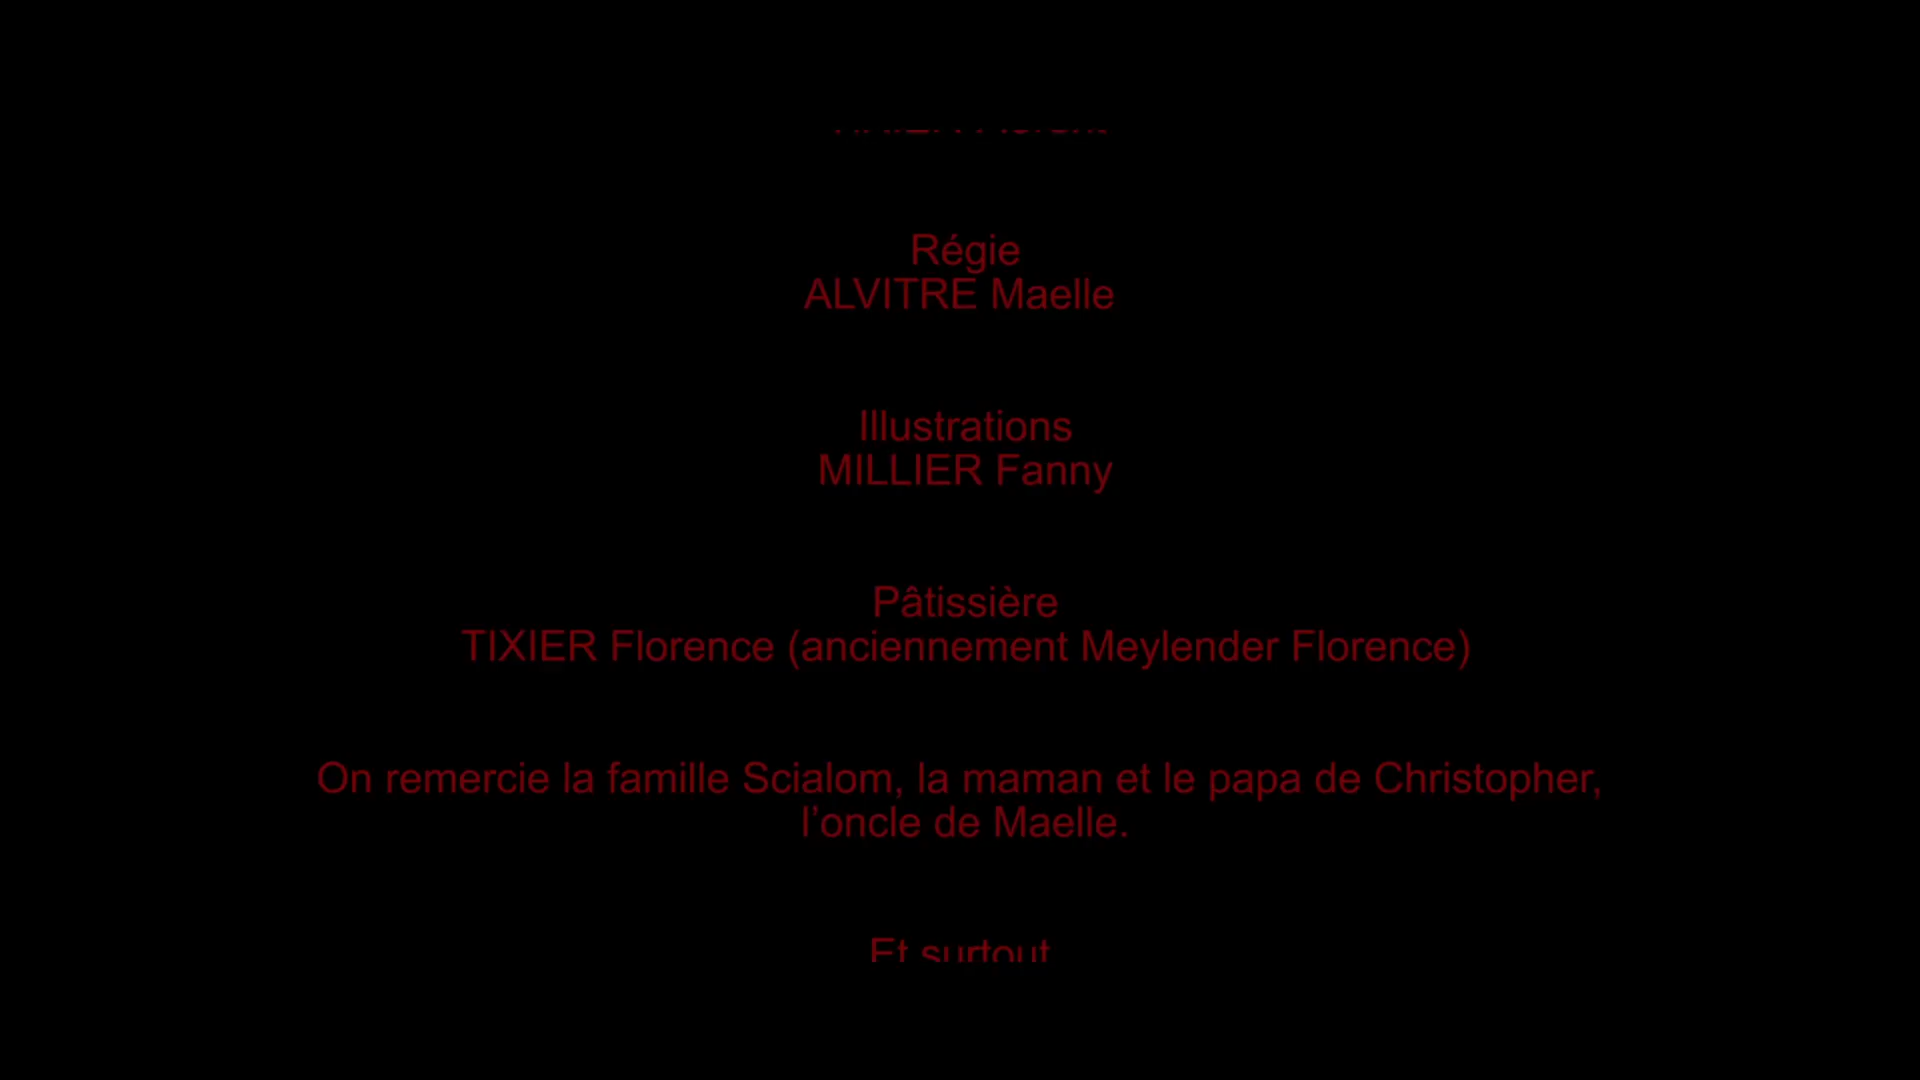 Régie
ALVITRE Maelle
Illustrations
MILLIER Fanny
Pâtissière
TIXIER Florence (anciennement Meylender Florence)
On remercie la famille Scialom, la maman et le papa de Christopher,
l’oncle de Maelle.
Et surtout